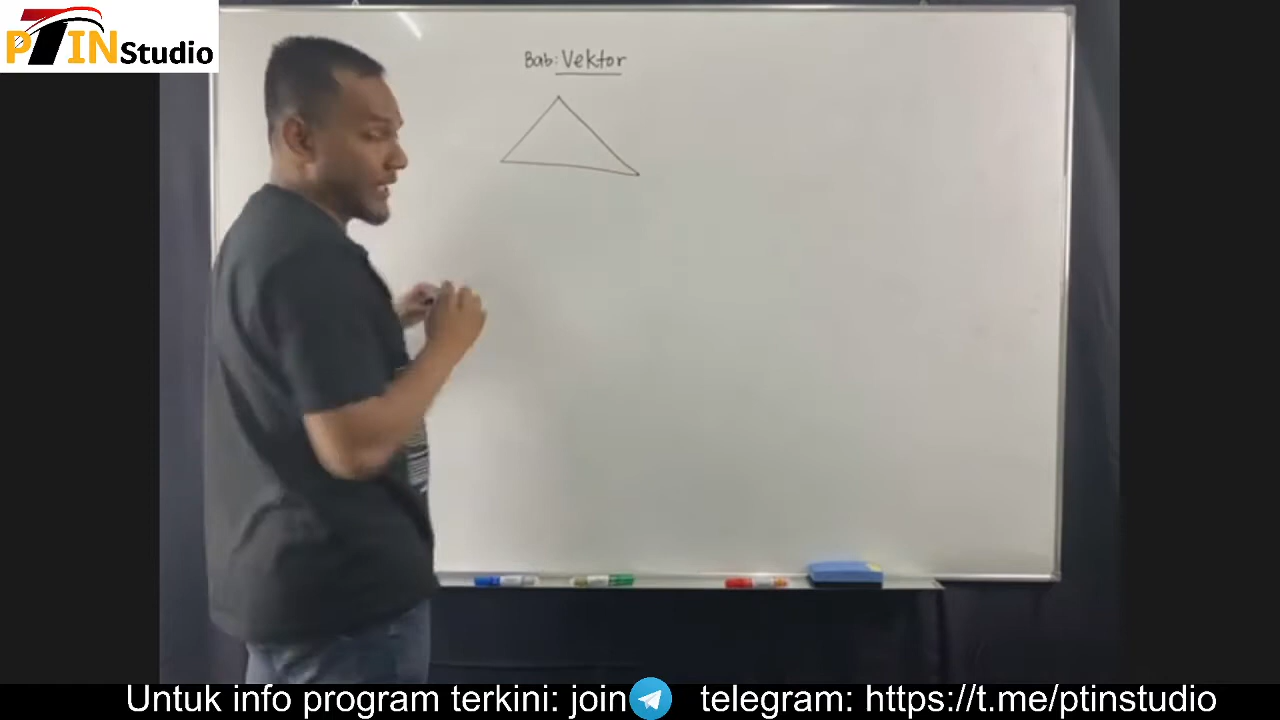 PTIN Studio
Bab: Vektor
Untuk info program terkini: join telegram: https://t.me/ptinstudio